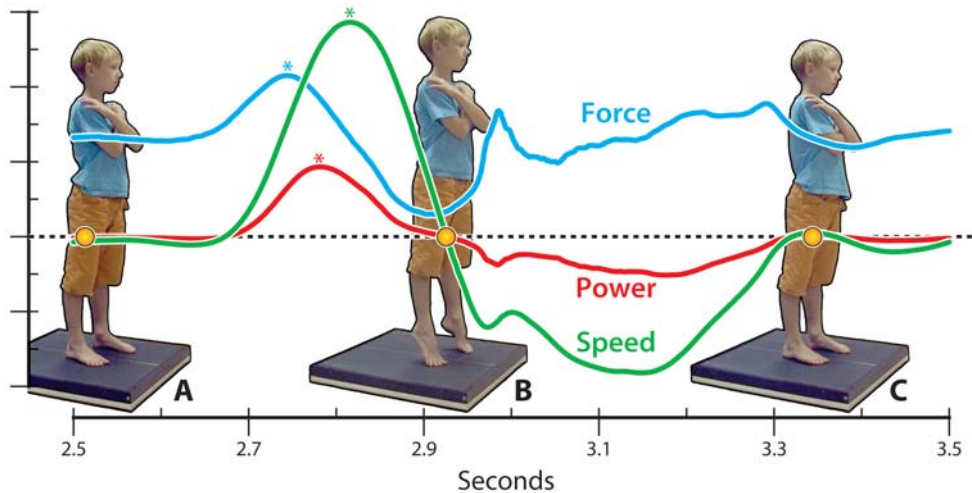 * * *
Force
Power
Speed
A B C
2.5 2.7 2.9 3.1 3.3 3.5
Seconds